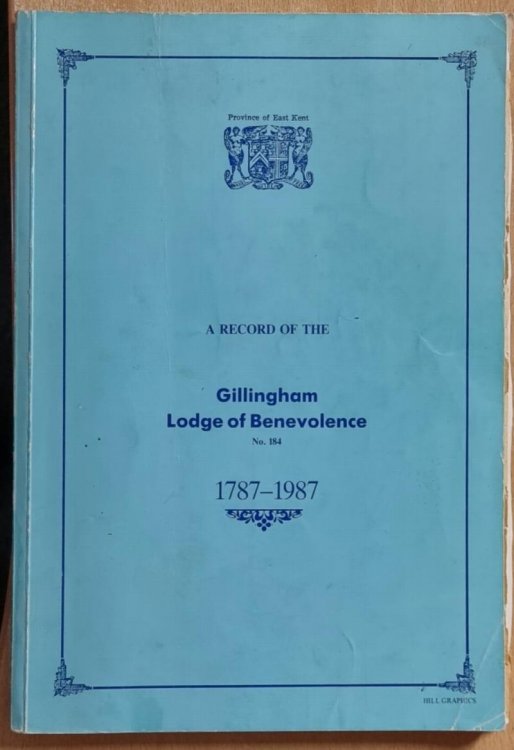 Province of East Kent
A RECORD OF THE
Gillingham
Lodge of Benevolence
No. 184
1787–1987
HILL GRAPHICS